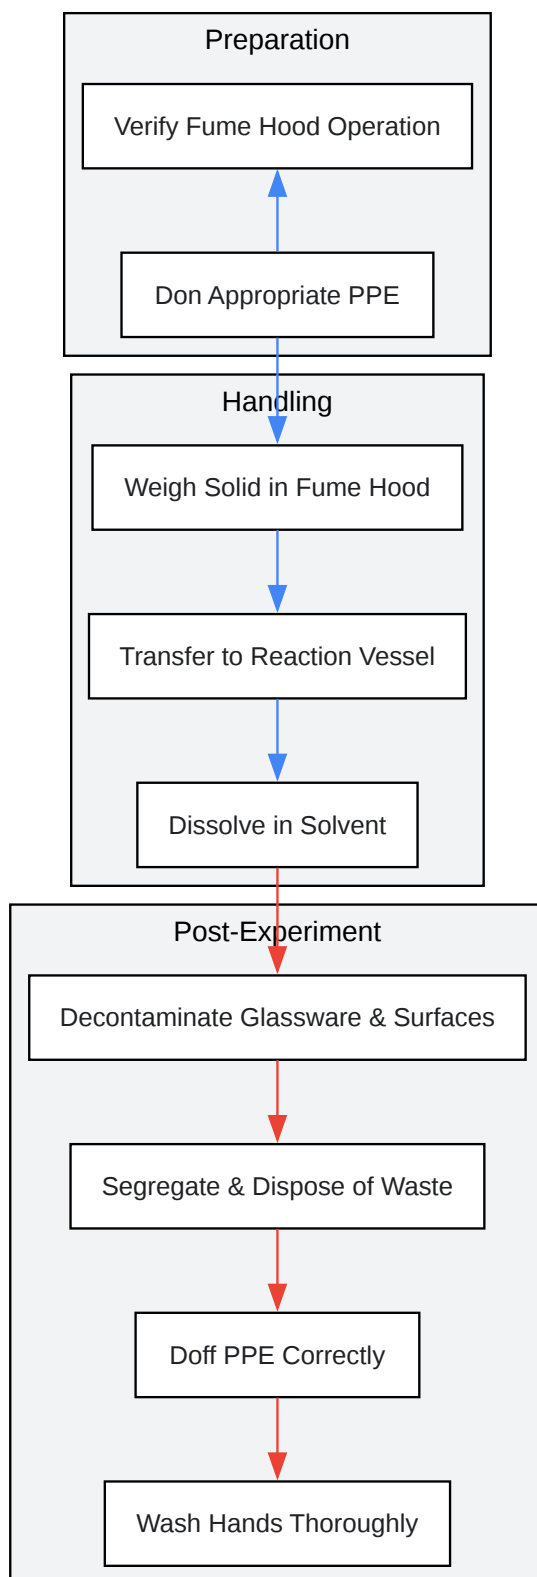 Preparation
Verify Fume Hood Operation
Don Appropriate PPE
Handling
Weigh Solid in Fume Hood
Transfer to Reaction Vessel
Dissolve in Solvent
Post-Experiment
Decontaminate Glassware & Surfaces
Segregate & Dispose of Waste
Doff PPE Correctly
Wash Hands Thoroughly